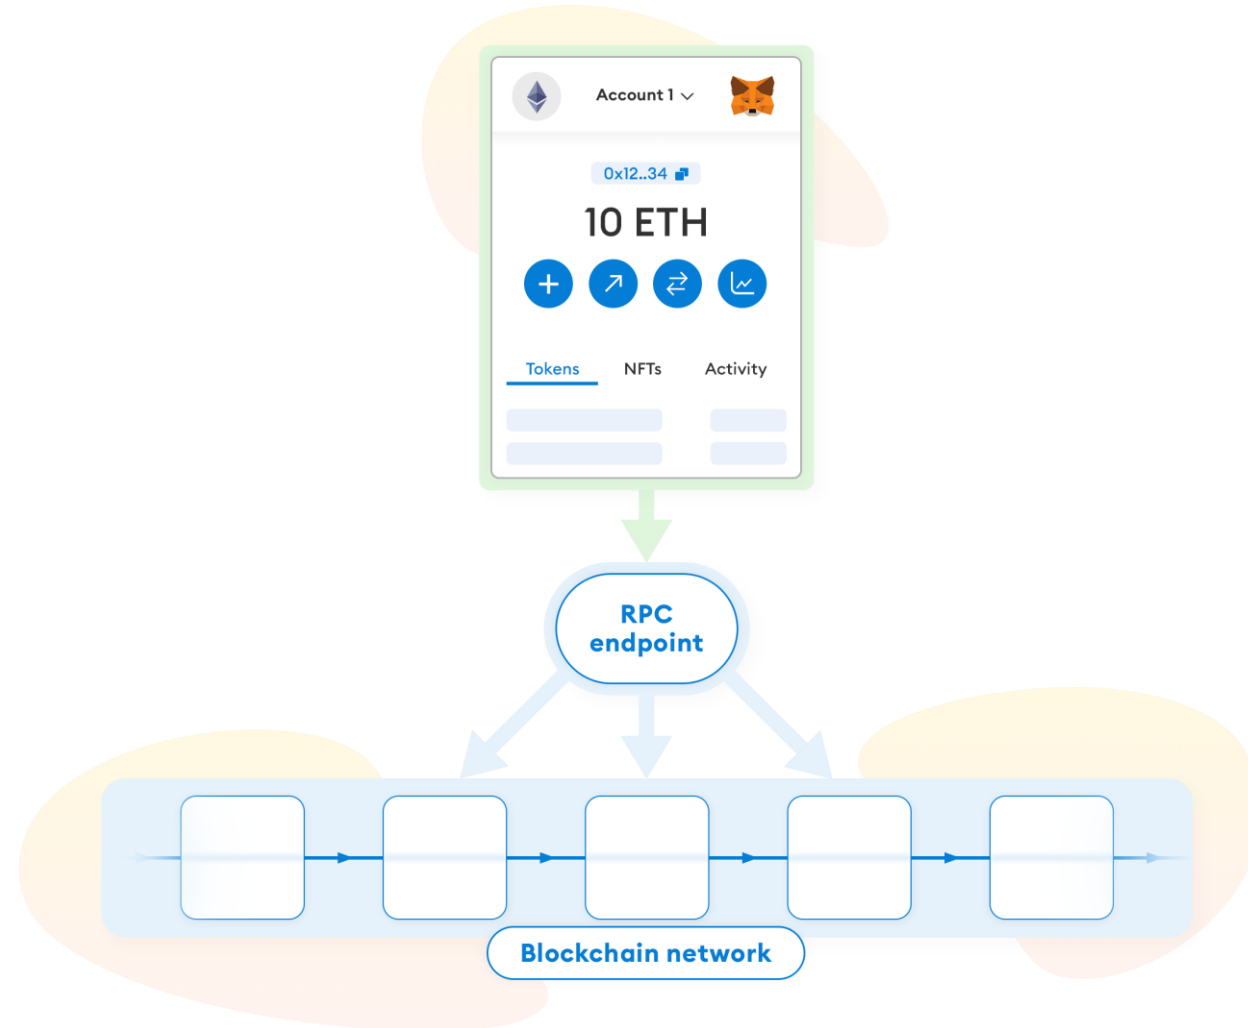 Account 1
0x12..34
10 ETH
Tokens NFTs Activity
RPC
endpoint
Blockchain network